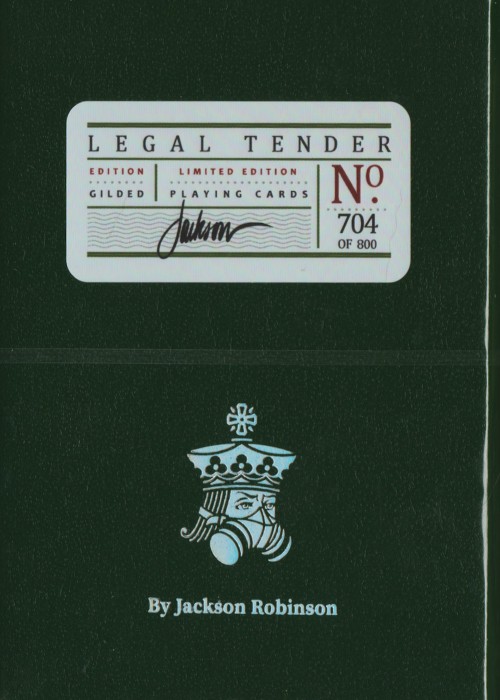 LEGAL TENDER
EDITION LIMITED EDITION Nº.
GILDED PLAYING CARDS
704
Jackson
OF 800
By Jackson Robinson